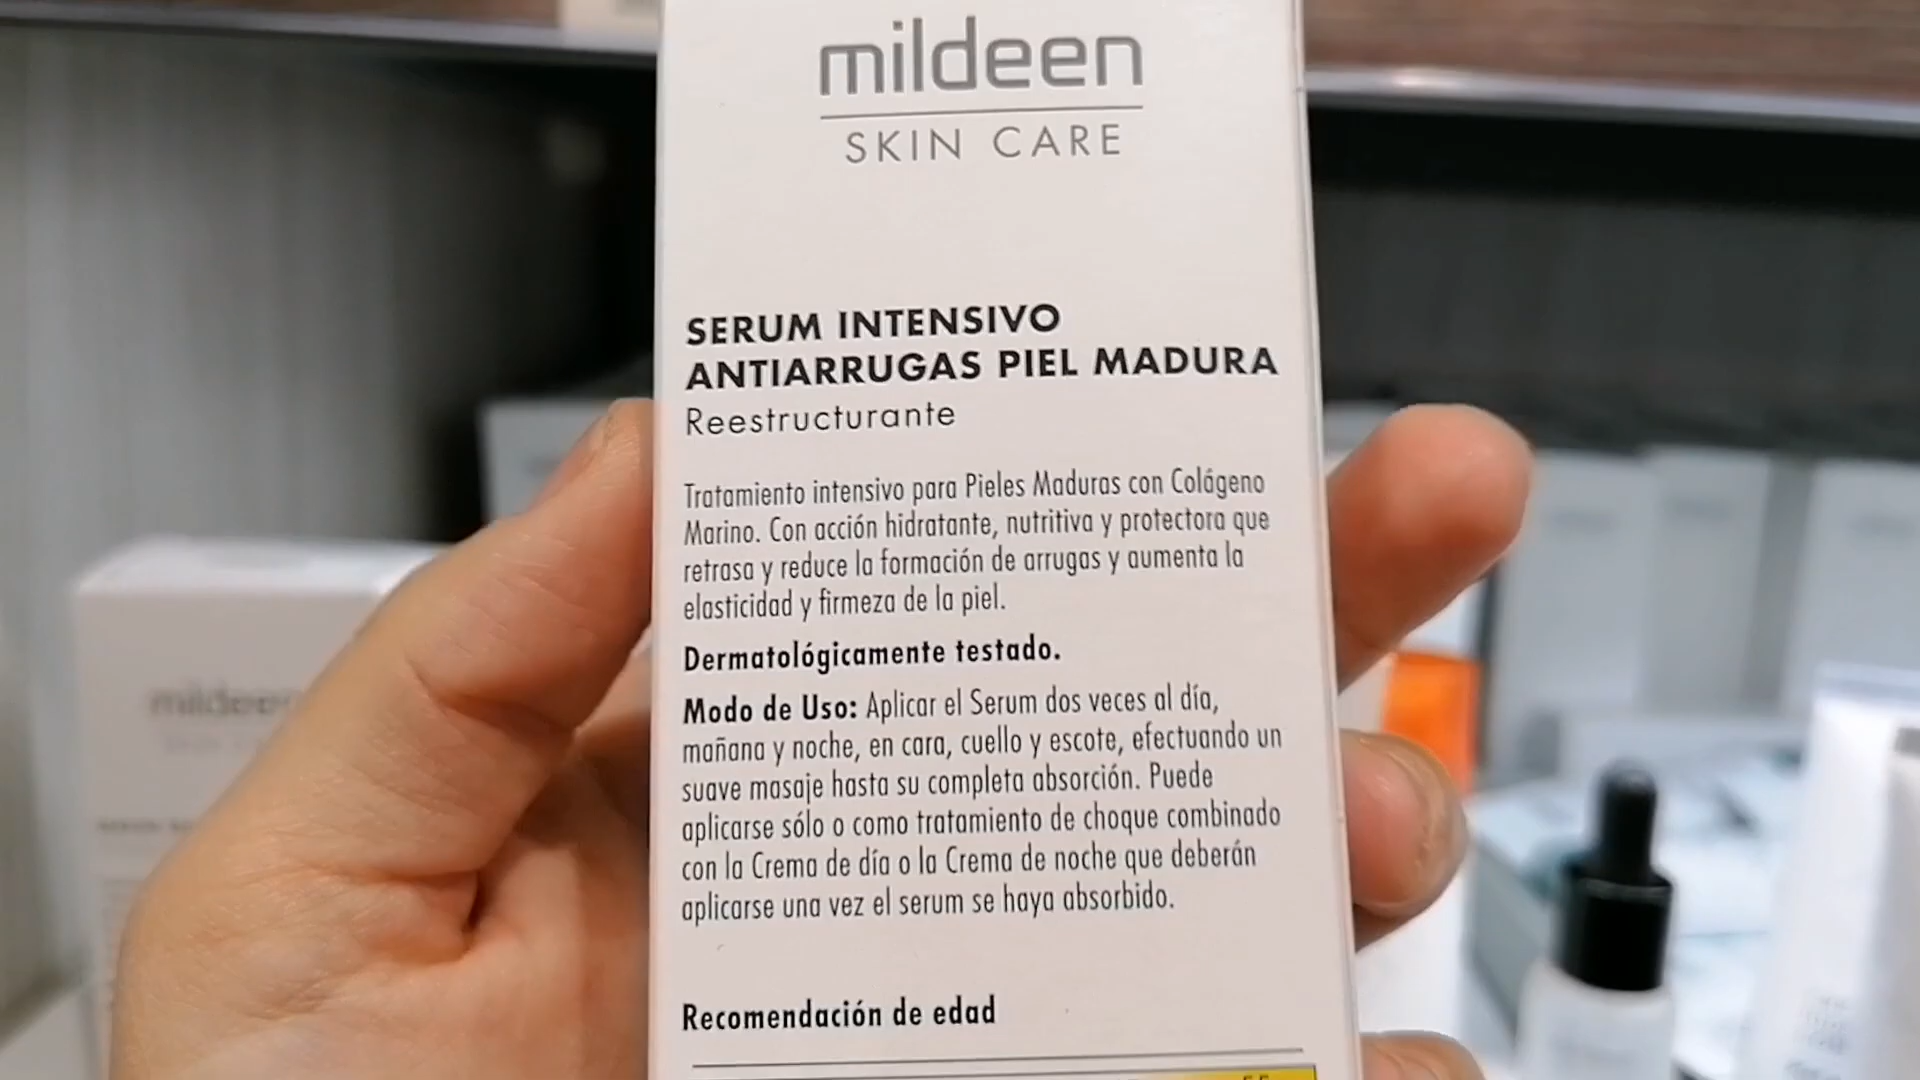 mildeen
SKIN CARE
SERUM INTENSIVO
ANTIARRUGAS PIEL MADURA
Reestructurante
Tratamiento intensivo para Pieles Maduras con Colágeno
Marino. Con acción hidratante, nutritiva y protectora que
retrasa y reduce la formación de arrugas y aumenta la
elasticidad y firmeza de la piel.
Dermatológicamente testado.
Modo de Uso: Aplicar el Serum dos veces al día,
mañana y noche, en cara, cuello y escote, efectuando un
suave masaje hasta su completa absorción. Puede
aplicarse sólo o como tratamiento de choque combinado
con la Crema de día o la Crema de noche que deberán
aplicarse una vez el serum se haya absorbido.
Recomendación de edad
mildeen